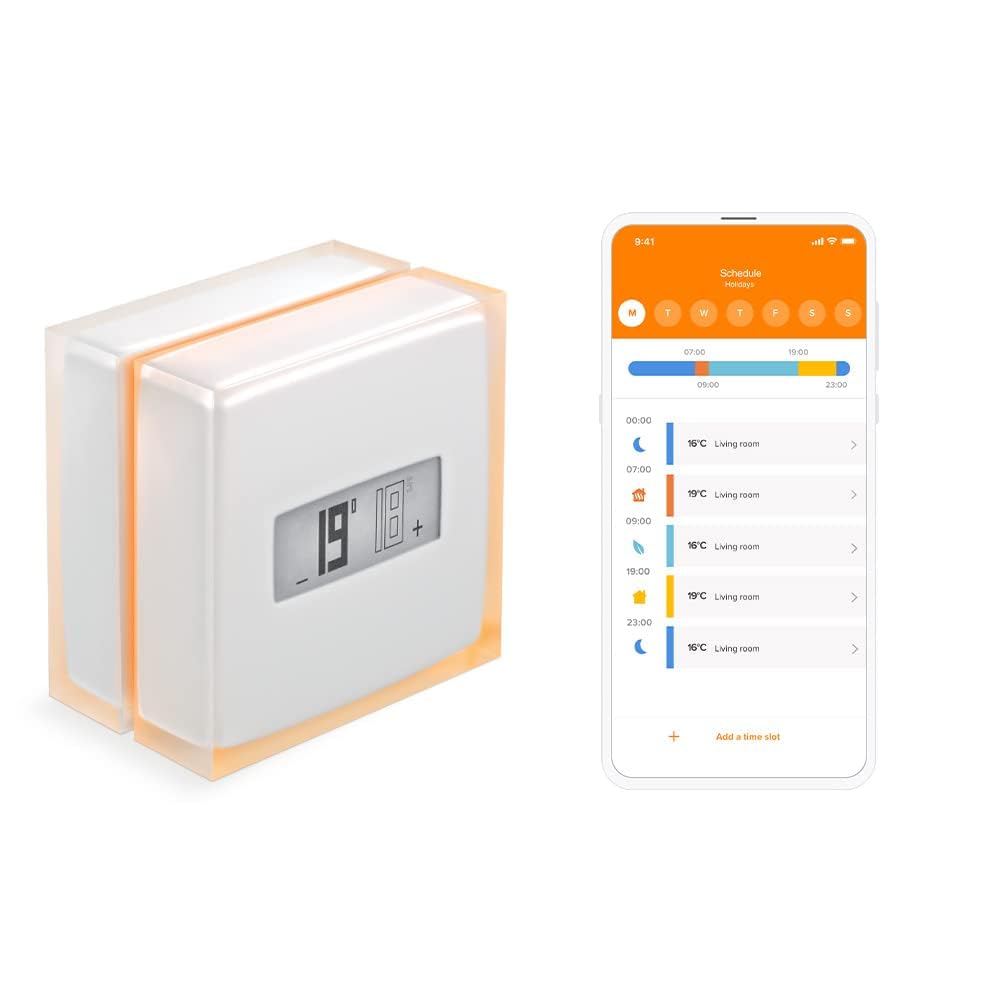 19
18
−
+
9:41
Schedule
Holidays
M T W T F S S
07:00 19:00
09:00 23:00
00:00
16°C Living room
07:00
19°C Living room
09:00
16°C Living room
19:00
19°C Living room
23:00
16°C Living room
+ Add a time slot